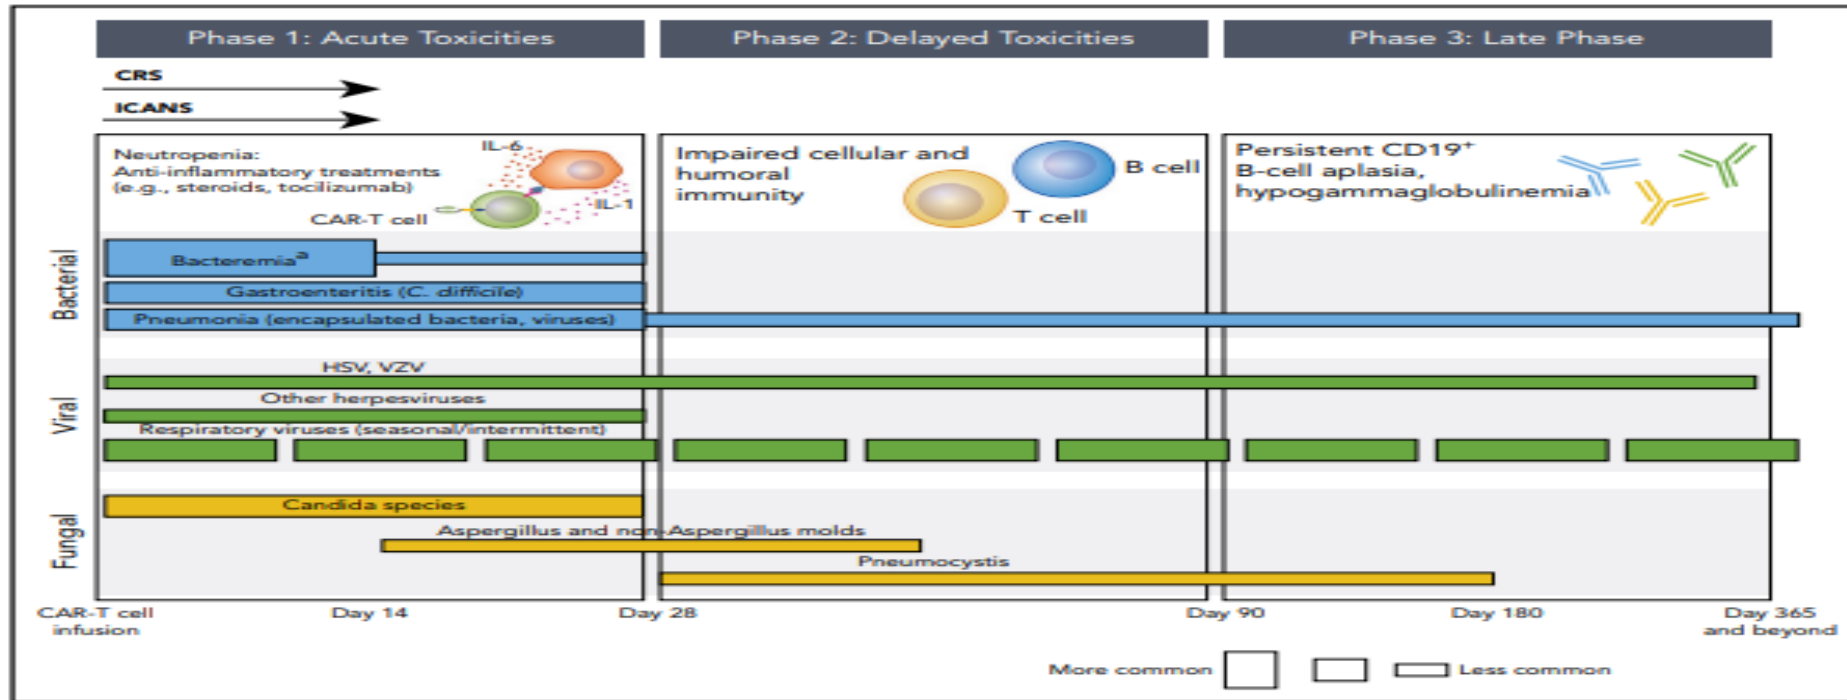 Phase 1: Acute Toxicities
Phase 2: Delayed Toxicities
Phase 3: Late Phase
CRS
ICANS
Neutropenia:
Anti-inflammatory treatments
(e.g., steroids, tocilizumab)
IL-6
IL-1
CAR-T cell
Impaired cellular and
humoral
immunity
B cell
T cell
Persistent CD19⁺
B-cell aplasia,
hypogammaglobulinemia
Bacterial
Bacteremiaᵃ
Gastroenteritis (C. difficile)
Pneumonia (encapsulated bacteria, viruses)
Viral
HSV, VZV
Other herpesviruses
Respiratory viruses (seasonal/intermittent)
Fungal
Candida species
Aspergillus and non-Aspergillus molds
Pneumocystis
CAR-T cell
infusion
Day 14
Day 28
Day 90
Day 180
Day 365
and beyond
More common
Less common